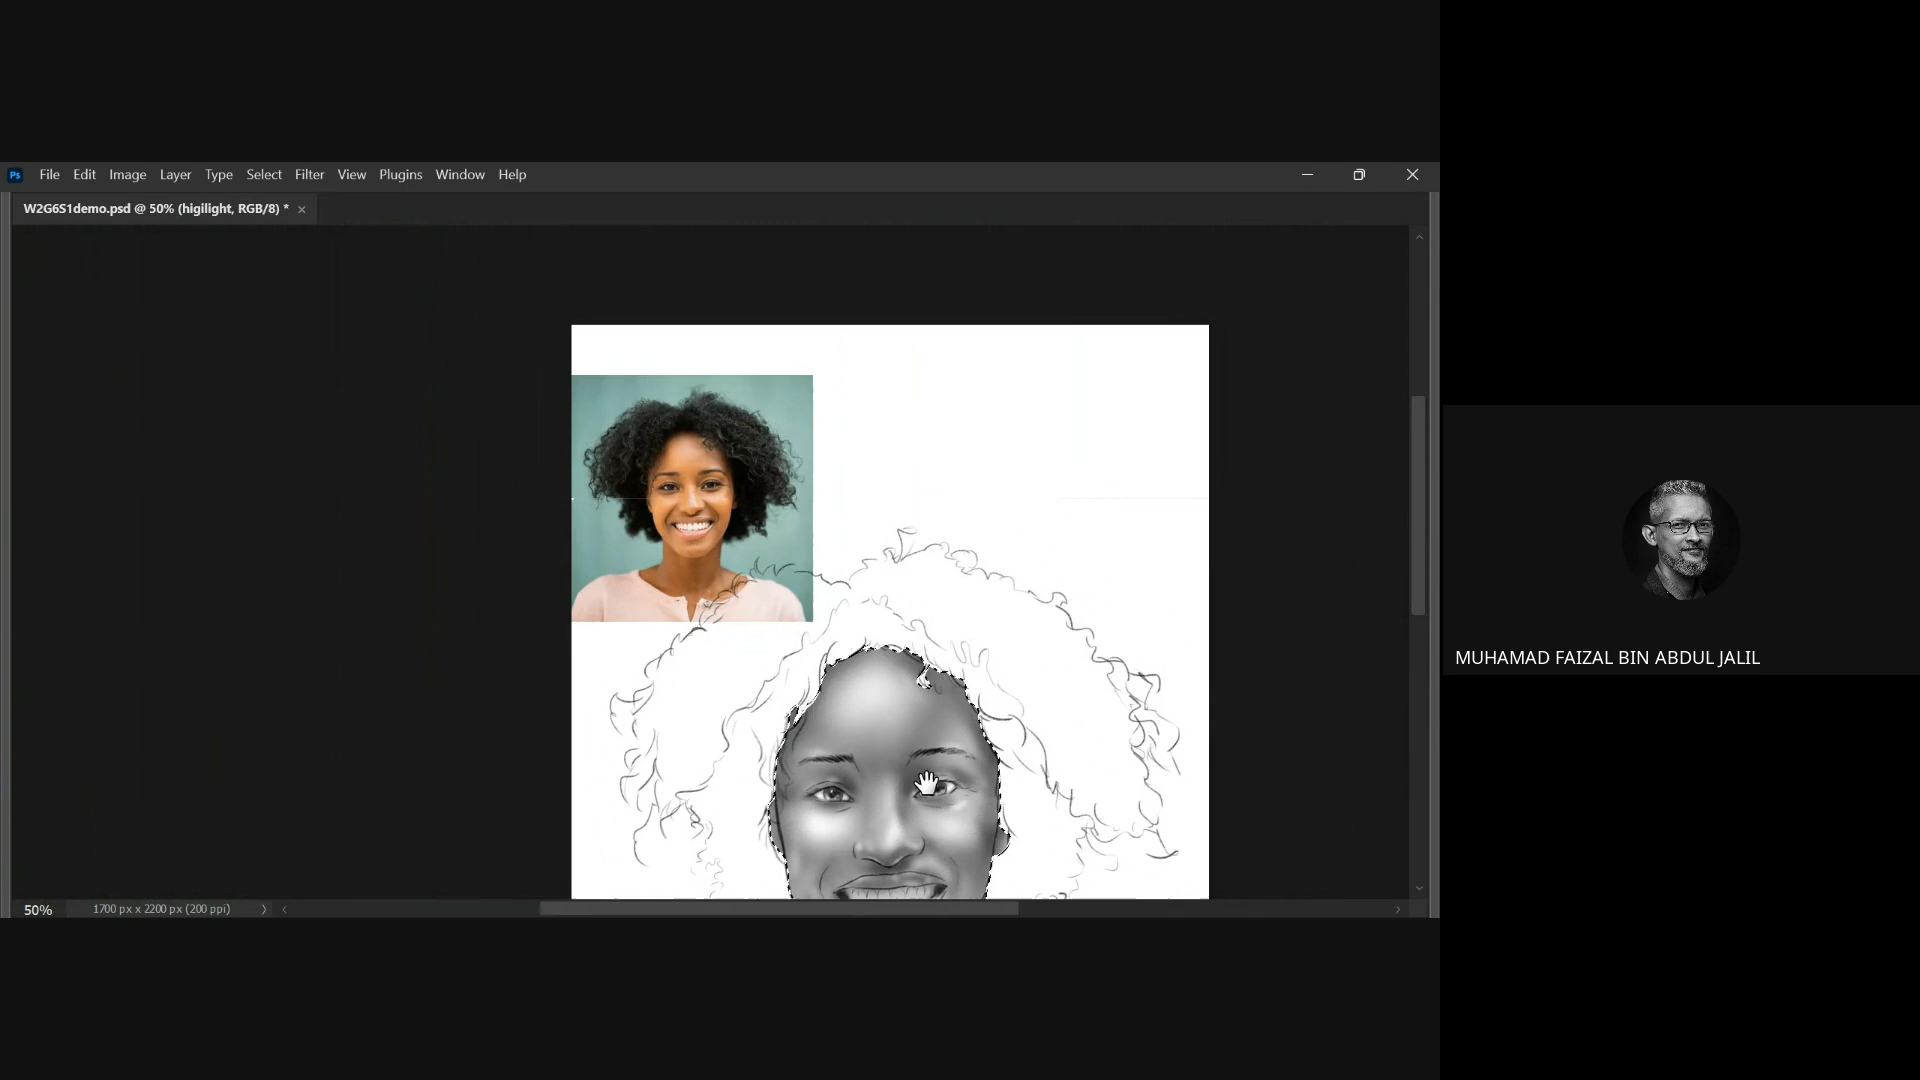 Ps File Edit Image Layer Type Select Filter View Plugins Window Help
W2G6S1demo.psd @ 50% (higilight, RGB/8) *
MUHAMAD FAIZAL BIN ABDUL JALIL
50% 1700 px x 2200 px (200 ppi)